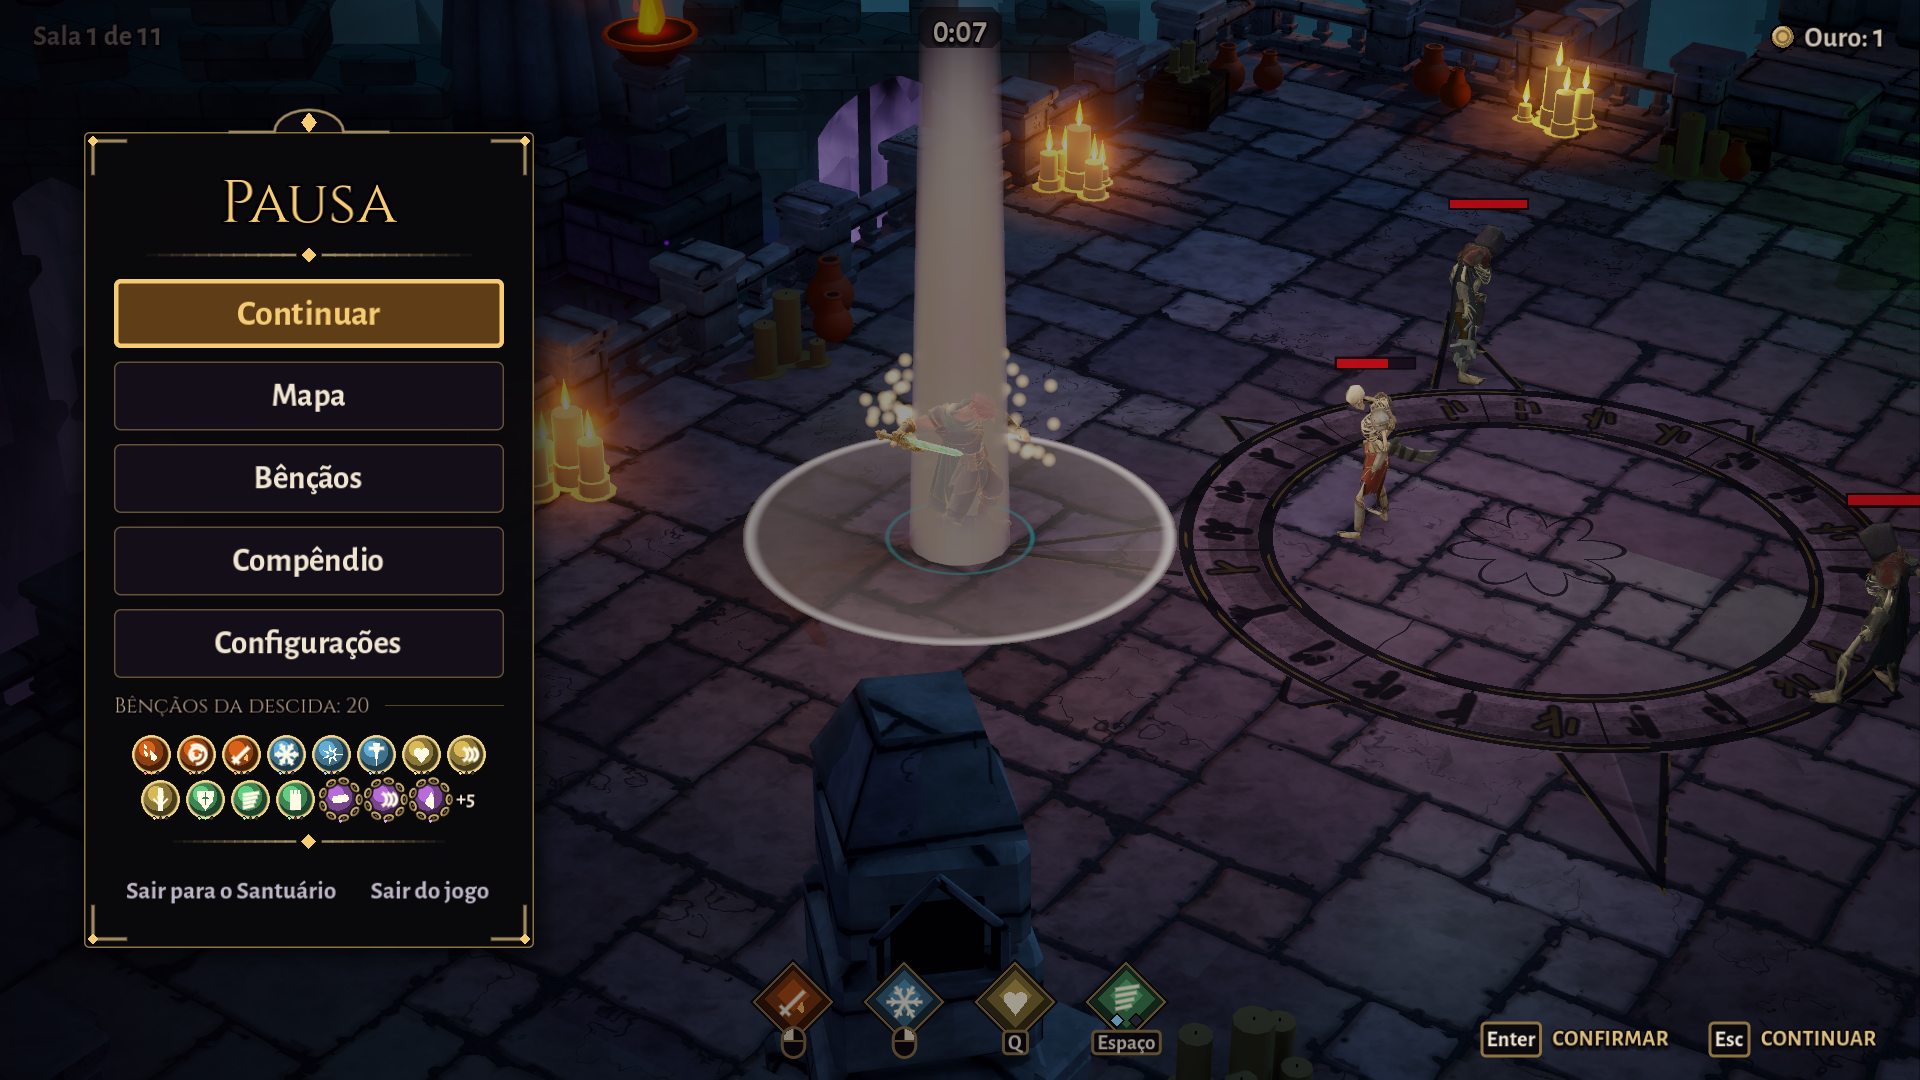 Sala 1 de 11
0:07
Ouro: 1
Pausa
Continuar
Mapa
Bênçãos
Compêndio
Configurações
Bênçãos da descida: 20
+5
Sair para o Santuário
Sair do jogo
Q
Espaço
Enter CONFIRMAR
Esc CONTINUAR